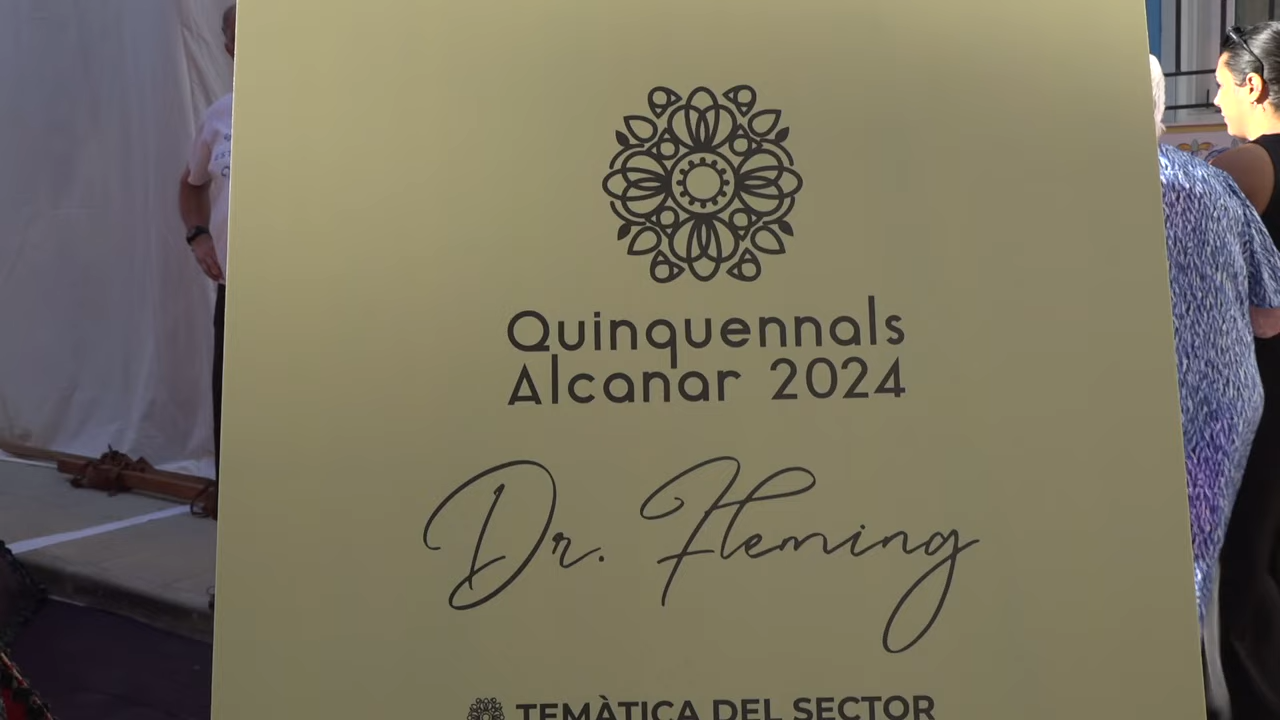 Quinquennals
Alcanar 2024
Dr. Fleming
TEMÀTICA DEL SECTOR